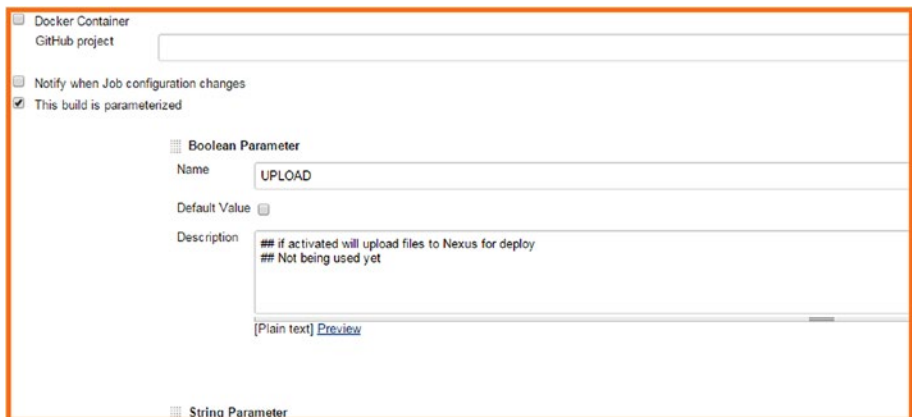 Docker Container
GitHub project
Notify when Job configuration changes
This build is parameterized
Boolean Parameter
Name
UPLOAD
Default Value
Description
## if activated will upload files to Nexus for deploy
## Not being used yet
[Plain text] Preview
String Parameter